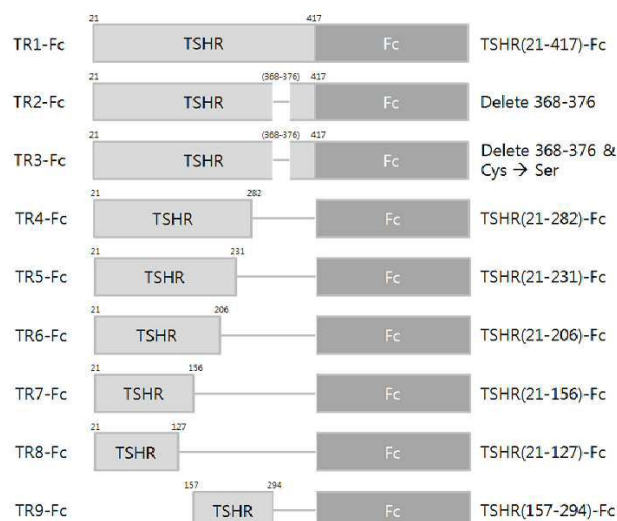 21 417
TR1-Fc TSHR Fc TSHR(21-417)-Fc
21 (368-376) 417
TR2-Fc TSHR Fc Delete 368-376
21 (368-376) 417
TR3-Fc TSHR Fc Delete 368-376 &
Cys → Ser
21 282
TR4-Fc TSHR Fc TSHR(21-282)-Fc
21 231
TR5-Fc TSHR Fc TSHR(21-231)-Fc
21 206
TR6-Fc TSHR Fc TSHR(21-206)-Fc
21 156
TR7-Fc TSHR Fc TSHR(21-156)-Fc
21 127
TR8-Fc TSHR Fc TSHR(21-127)-Fc
157 294
TR9-Fc TSHR Fc TSHR(157-294)-Fc